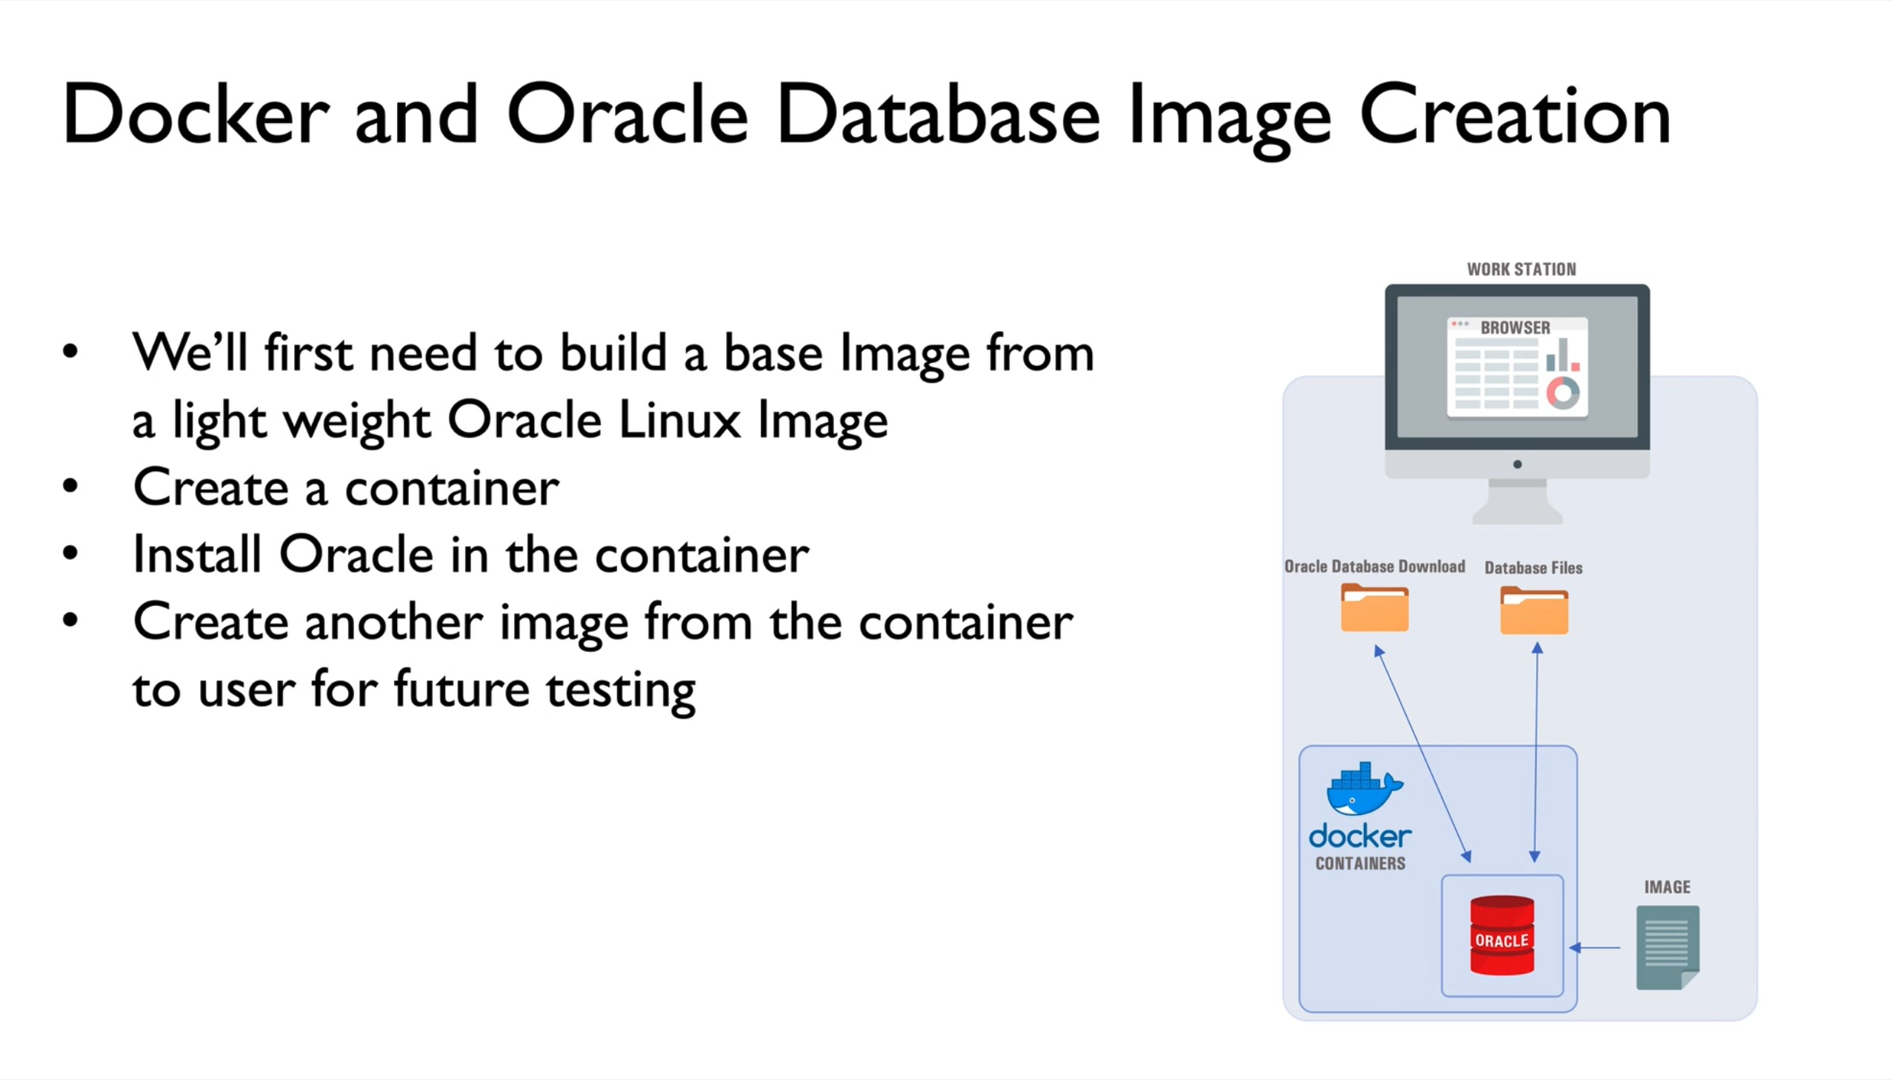 Docker and Oracle Database Image Creation
• We’ll first need to build a base Image from
a light weight Oracle Linux Image
• Create a container
• Install Oracle in the container
• Create another image from the container
to user for future testing
WORK STATION
BROWSER
Oracle Database Download
Database Files
docker
CONTAINERS
ORACLE
IMAGE